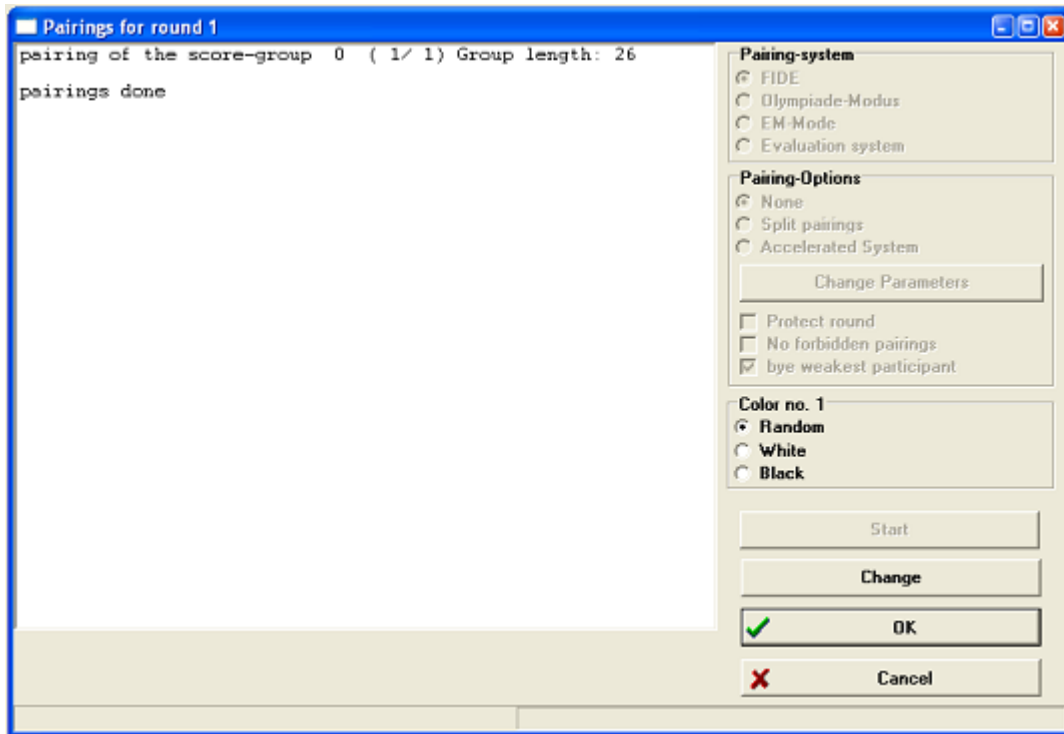 Pairings for round 1
pairing of the score-group 0 ( 1/ 1) Group length: 26
pairings done
Pairing-system
FIDE
Olympiade-Modus
EM-Mode
Evaluation system
Pairing-Options
None
Split pairings
Accelerated System
Change Parameters
Protect round
No forbidden pairings
bye weakest participant
Color no. 1
Random
White
Black
Start
Change
OK
Cancel